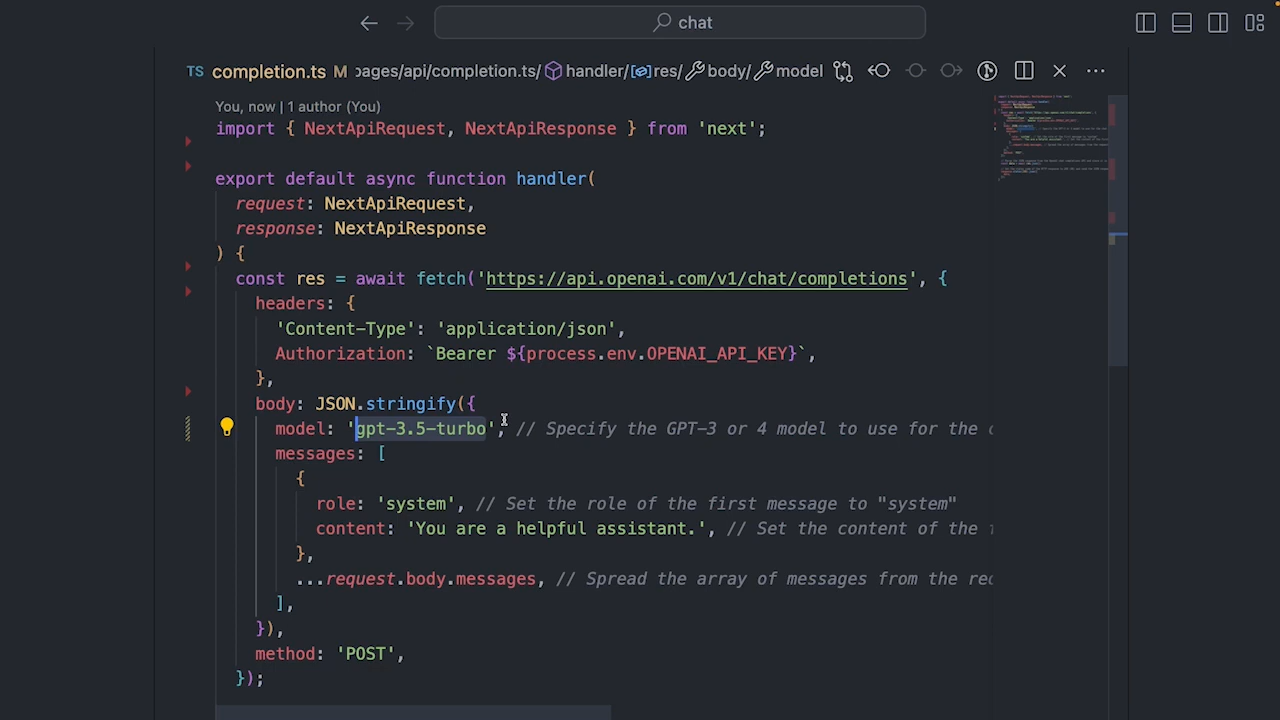 chat
TS completion.ts M pages/api/completion.ts/ handler/ res/ body/ model
You, now | 1 author (You)
import { NextApiRequest, NextApiResponse } from 'next';
export default async function handler(
request: NextApiRequest,
response: NextApiResponse
) {
const res = await fetch('https://api.openai.com/v1/chat/completions', {
headers: {
'Content-Type': 'application/json',
Authorization: `Bearer ${process.env.OPENAI_API_KEY}`,
},
body: JSON.stringify({
model: 'gpt-3.5-turbo', // Specify the GPT-3 or 4 model to use for the
messages: [
{
role: 'system', // Set the role of the first message to "system"
content: 'You are a helpful assistant.', // Set the content of the
},
...request.body.messages, // Spread the array of messages from the
],
}),
method: 'POST',
});